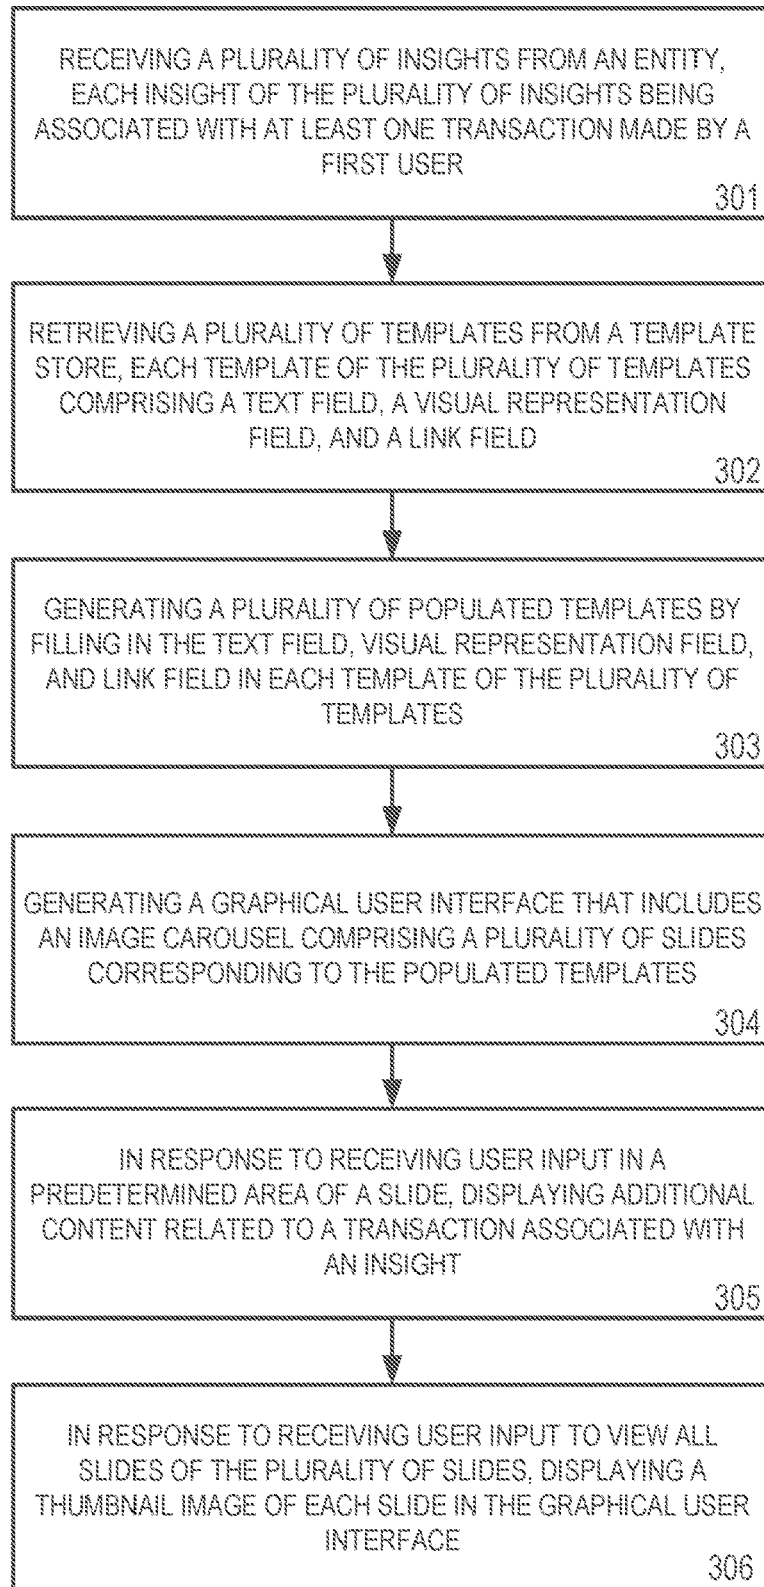 RECEIVING A PLURALITY OF INSIGHTS FROM AN ENTITY,
EACH INSIGHT OF THE PLURALITY OF INSIGHTS BEING
ASSOCIATED WITH AT LEAST ONE TRANSACTION MADE BY A
FIRST USER
301
RETRIEVING A PLURALITY OF TEMPLATES FROM A TEMPLATE
STORE, EACH TEMPLATE OF THE PLURALITY OF TEMPLATES
COMPRISING A TEXT FIELD, A VISUAL REPRESENTATION
FIELD, AND A LINK FIELD
302
GENERATING A PLURALITY OF POPULATED TEMPLATES BY
FILLING IN THE TEXT FIELD, VISUAL REPRESENTATION FIELD,
AND LINK FIELD IN EACH TEMPLATE OF THE PLURALITY OF
TEMPLATES
303
GENERATING A GRAPHICAL USER INTERFACE THAT INCLUDES
AN IMAGE CAROUSEL COMPRISING A PLURALITY OF SLIDES
CORRESPONDING TO THE POPULATED TEMPLATES
304
IN RESPONSE TO RECEIVING USER INPUT IN A
PREDETERMINED AREA OF A SLIDE, DISPLAYING ADDITIONAL
CONTENT RELATED TO A TRANSACTION ASSOCIATED WITH
AN INSIGHT
305
IN RESPONSE TO RECEIVING USER INPUT TO VIEW ALL
SLIDES OF THE PLURALITY OF SLIDES, DISPLAYING A
THUMBNAIL IMAGE OF EACH SLIDE IN THE GRAPHICAL USER
INTERFACE
306